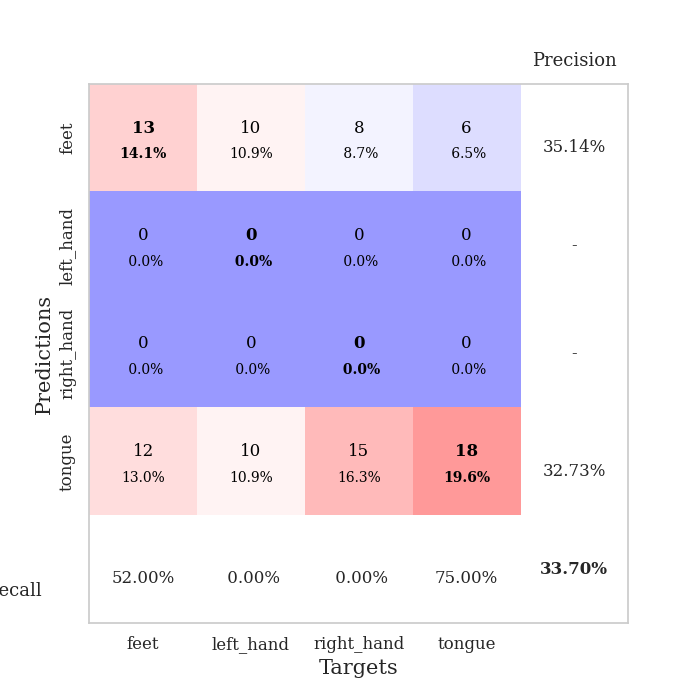 Precision
feet 13 10 8 6 35.14%
14.1% 10.9% 8.7% 6.5%
left_hand 0 0 0 0 -
0.0% 0.0% 0.0% 0.0%
Predictions
right_hand 0 0 0 0 -
0.0% 0.0% 0.0% 0.0%
tongue 12 10 15 18 32.73%
13.0% 10.9% 16.3% 19.6%
ecall 52.00% 0.00% 0.00% 75.00% 33.70%
feet left_hand right_hand tongue
Targets